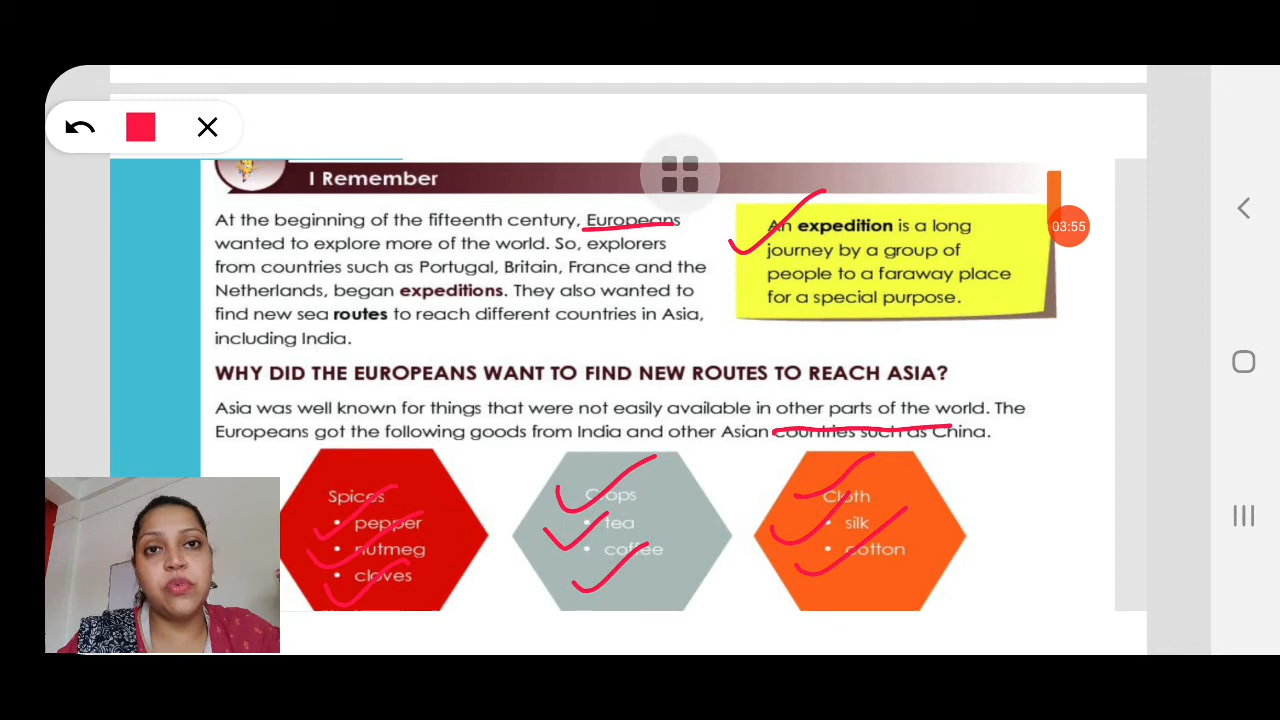 I Remember
At the beginning of the fifteenth century, Europeans
wanted to explore more of the world. So, explorers
from countries such as Portugal, Britain, France and the
Netherlands, began expeditions. They also wanted to
find new sea routes to reach different countries in Asia,
including India.
An expedition is a long
journey by a group of
people to a faraway place
for a special purpose.
03:55
WHY DID THE EUROPEANS WANT TO FIND NEW ROUTES TO REACH ASIA?
Asia was well known for things that were not easily available in other parts of the world. The
Europeans got the following goods from India and other Asian countries such as China.
Spices
• pepper
• nutmeg
• cloves
Crops
• tea
• coffee
Cloth
• silk
• cotton